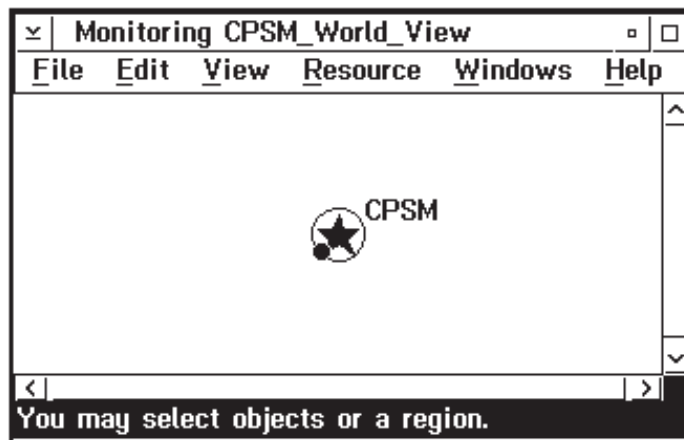 Monitoring CPSM_World_View
File Edit View Resource Windows Help
CPSM
You may select objects or a region.